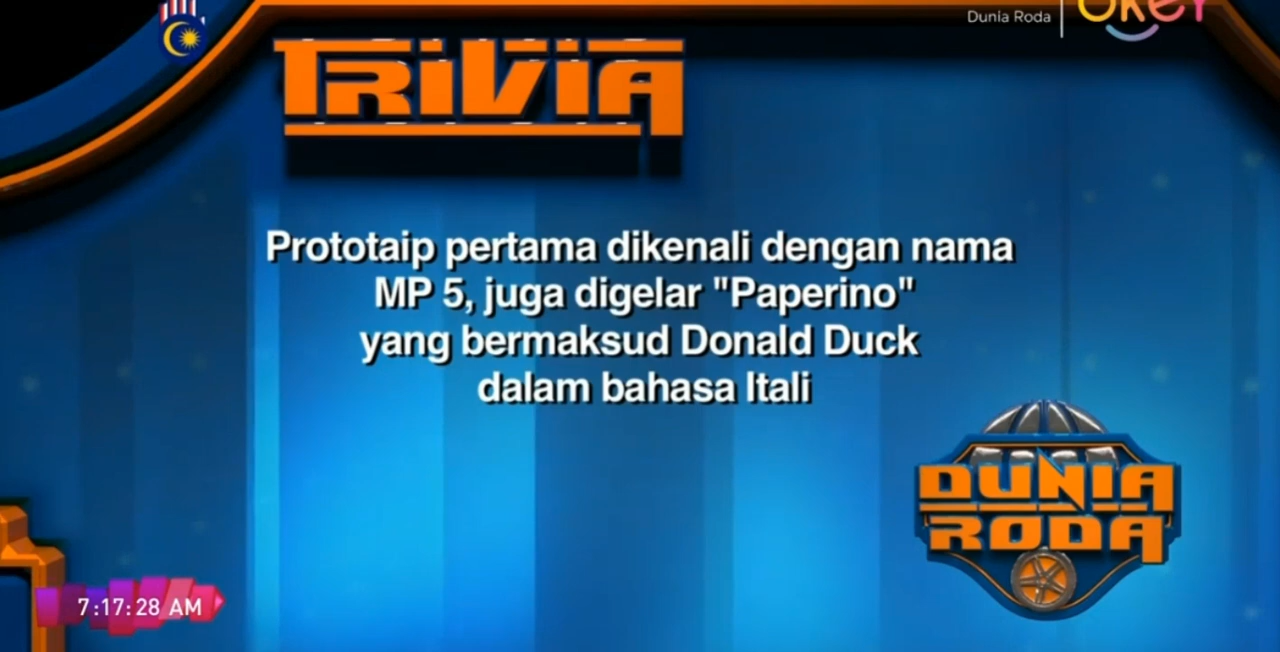 Dunia Roda
OKEY
TRIVIA
Prototaip pertama dikenali dengan nama
MP 5, juga digelar "Paperino"
yang bermaksud Donald Duck
dalam bahasa Itali
DUNIA
RODA
7:17:28 AM